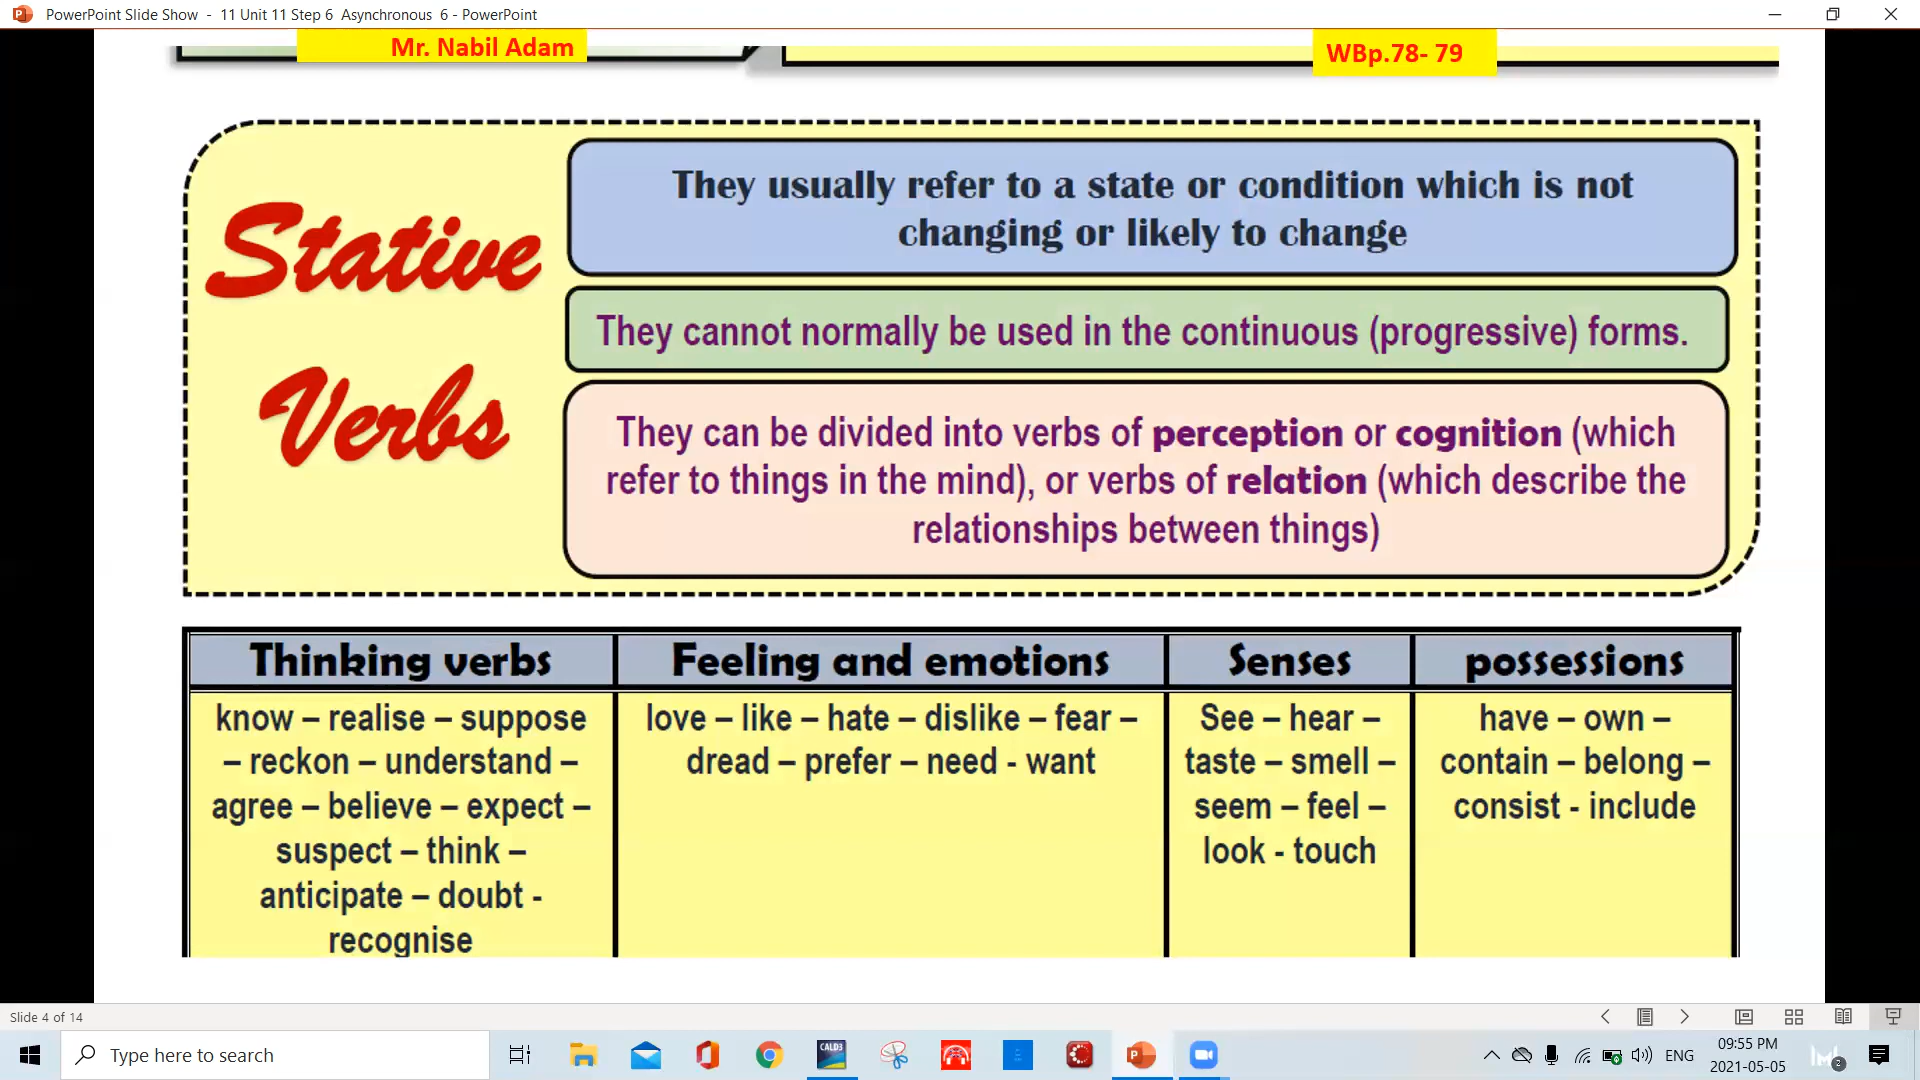 PowerPoint Slide Show - 11 Unit 11 Step 6 Asynchronous 6 - PowerPoint
Mr. Nabil Adam
WBp.78- 79
Stative
Verbs
They usually refer to a state or condition which is not
changing or likely to change
They cannot normally be used in the continuous (progressive) forms.
They can be divided into verbs of perception or cognition (which
refer to things in the mind), or verbs of relation (which describe the
relationships between things)
Thinking verbs
know – realise – suppose
– reckon – understand –
agree – believe – expect –
suspect – think –
anticipate – doubt -
recognise
Feeling and emotions
love – like – hate – dislike – fear –
dread – prefer – need - want
Senses
See – hear –
taste – smell –
seem – feel –
look - touch
possessions
have – own –
contain – belong –
consist - include
Slide 4 of 14
Type here to search
CALD3
ENG
09:55 PM
2021-05-05
2